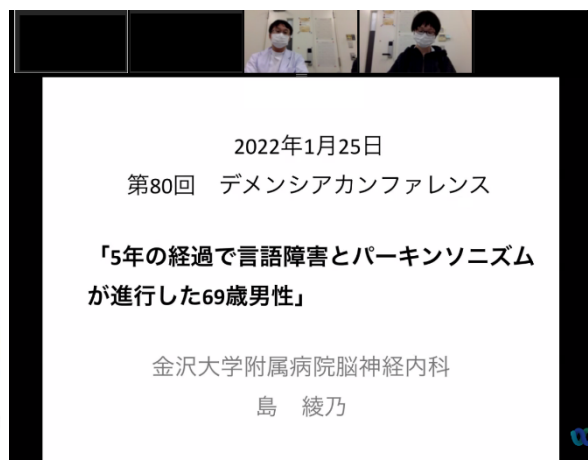 2022年1月25日
第80回　デメンシアカンファレンス
「5年の経過で言語障害とパーキンソニズム
が進行した69歳男性」
金沢大学附属病院脳神経内科
島　綾乃